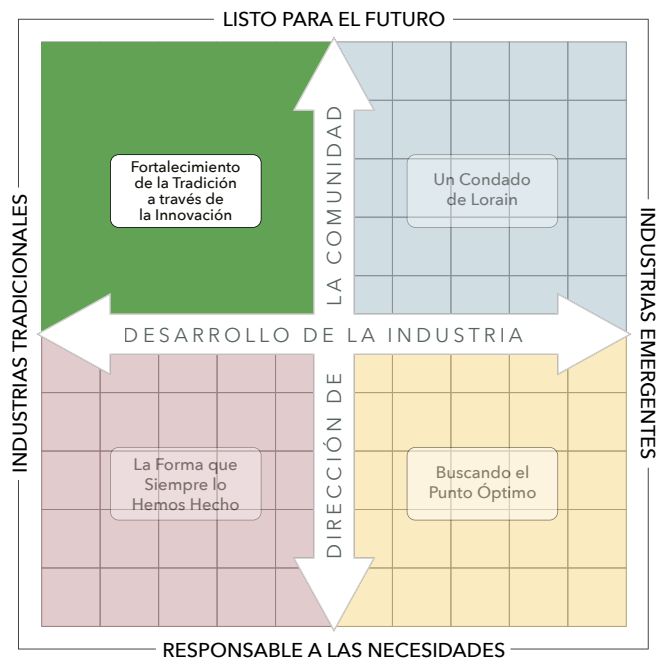 LISTO PARA EL FUTURO
Fortalecimiento
de la Tradición
a través de
la Innovación
Un Condado
de Lorain
INDUSTRIAS TRADICIONALES
INDUSTRIAS EMERGENTES
DESARROLLO DE LA INDUSTRIA
DIRECCIÓN DE LA COMUNIDAD
La Forma que
Siempre lo
Hemos Hecho
Buscando el
Punto Óptimo
RESPONSABLE A LAS NECESIDADES